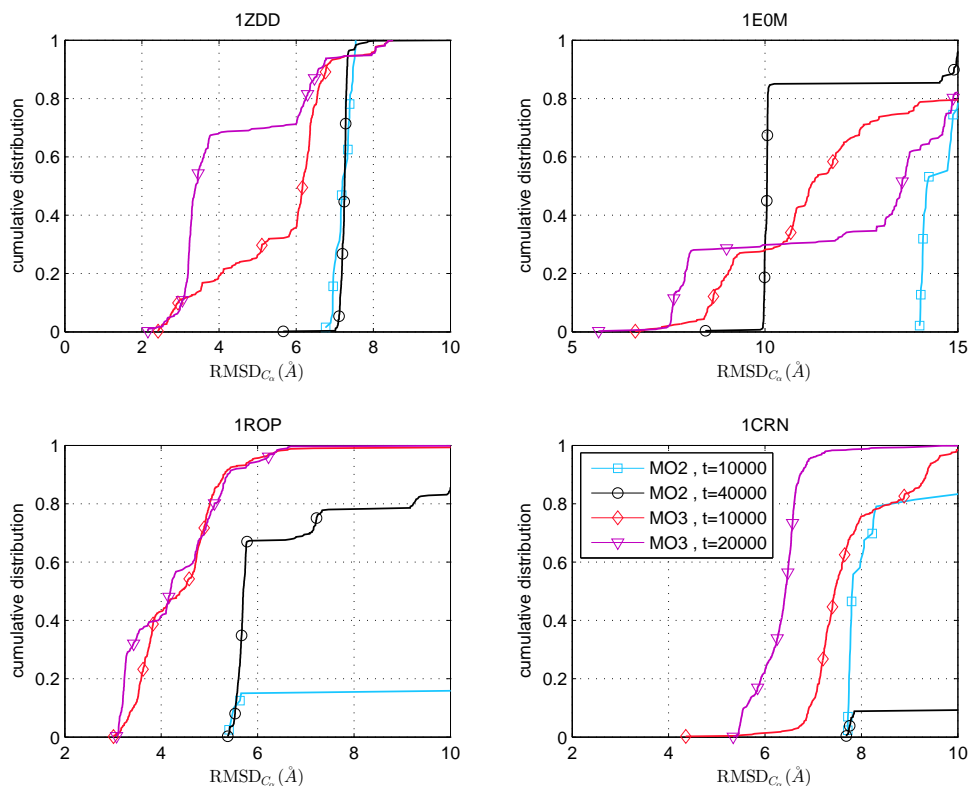 1ZDD
1
0.8
0.6
0.4
0.2
0
cumulative distribution
0 2 4 6 8 10
RMSD_{C_α}(Å)
1E0M
1
0.8
0.6
0.4
0.2
0
cumulative distribution
5 10 15
RMSD_{C_α}(Å)
1ROP
1
0.8
0.6
0.4
0.2
0
cumulative distribution
2 4 6 8 10
RMSD_{C_α}(Å)
1CRN
1
0.8
0.6
0.4
0.2
0
cumulative distribution
MO2 , t=10000
MO2 , t=40000
MO3 , t=10000
MO3 , t=20000
2 4 6 8 10
RMSD_{C_α}(Å)